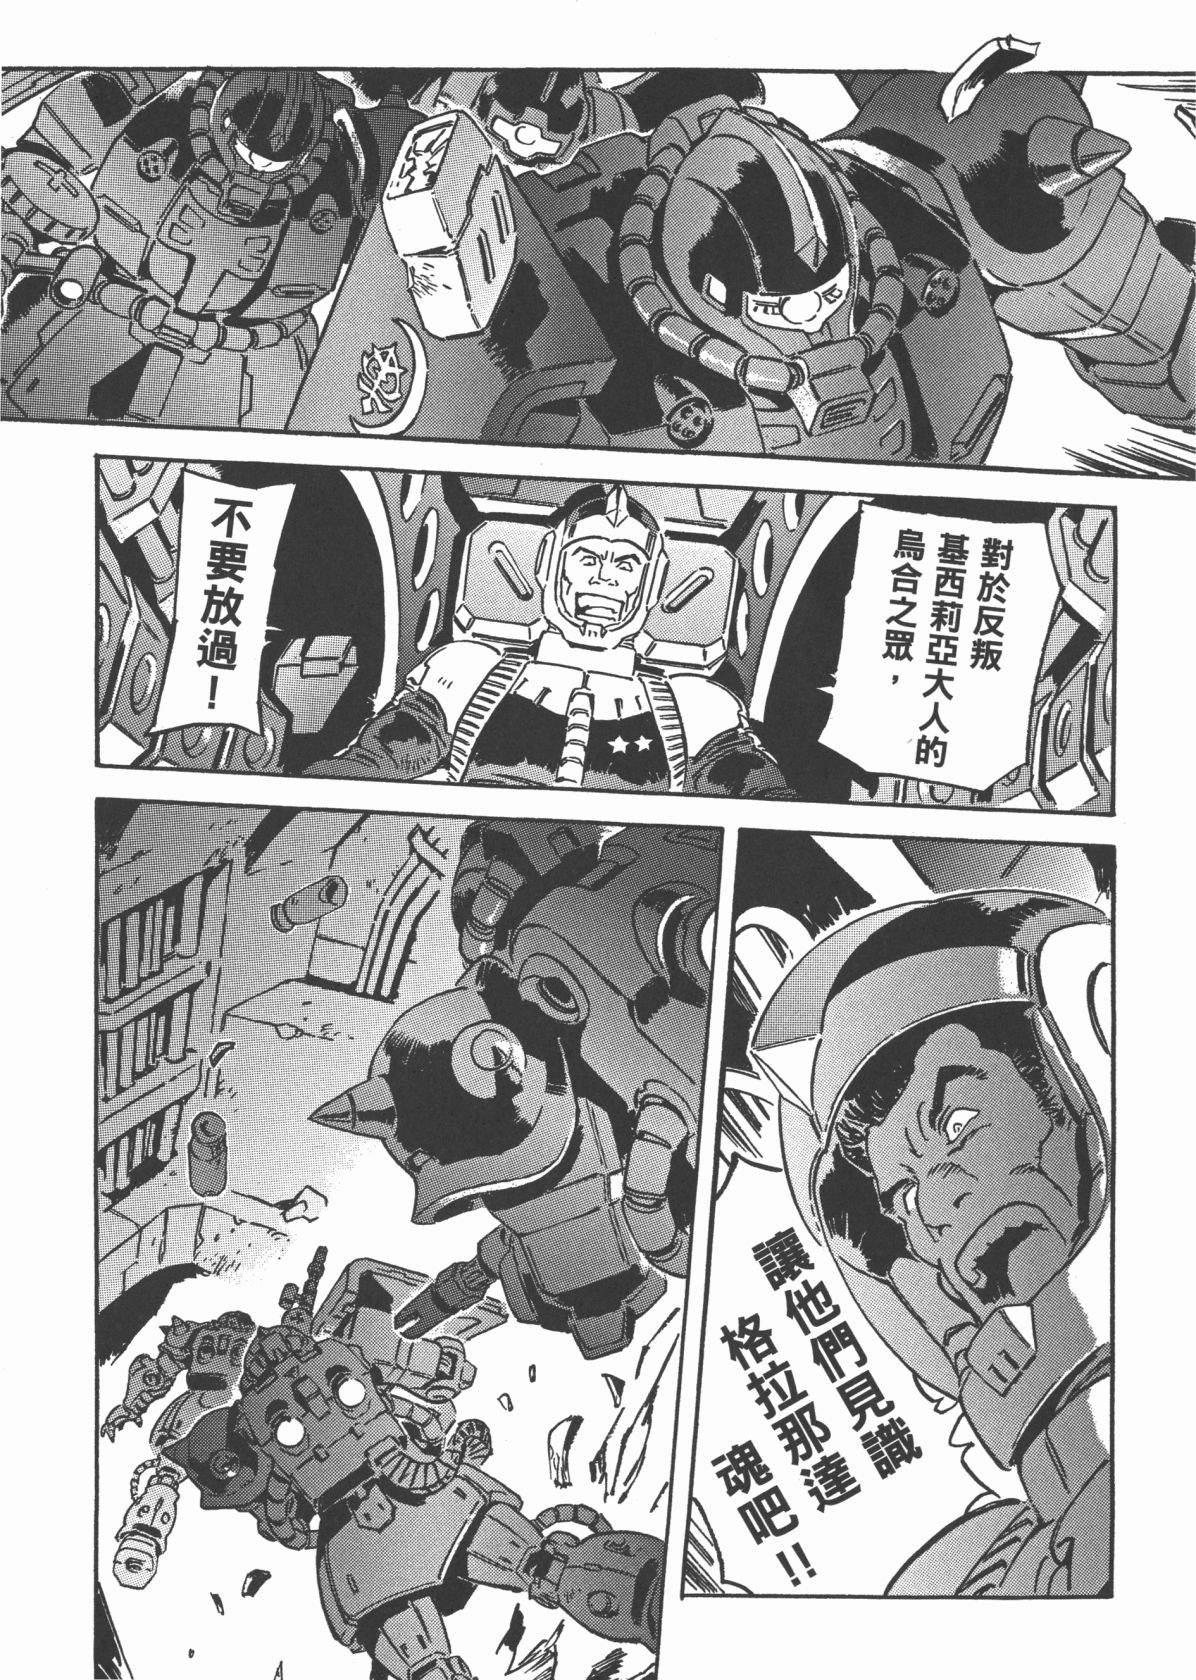 對於反叛
基西莉亞大人的
烏合之眾，
不要放過！
讓他們見識
格拉那達
魂吧!!